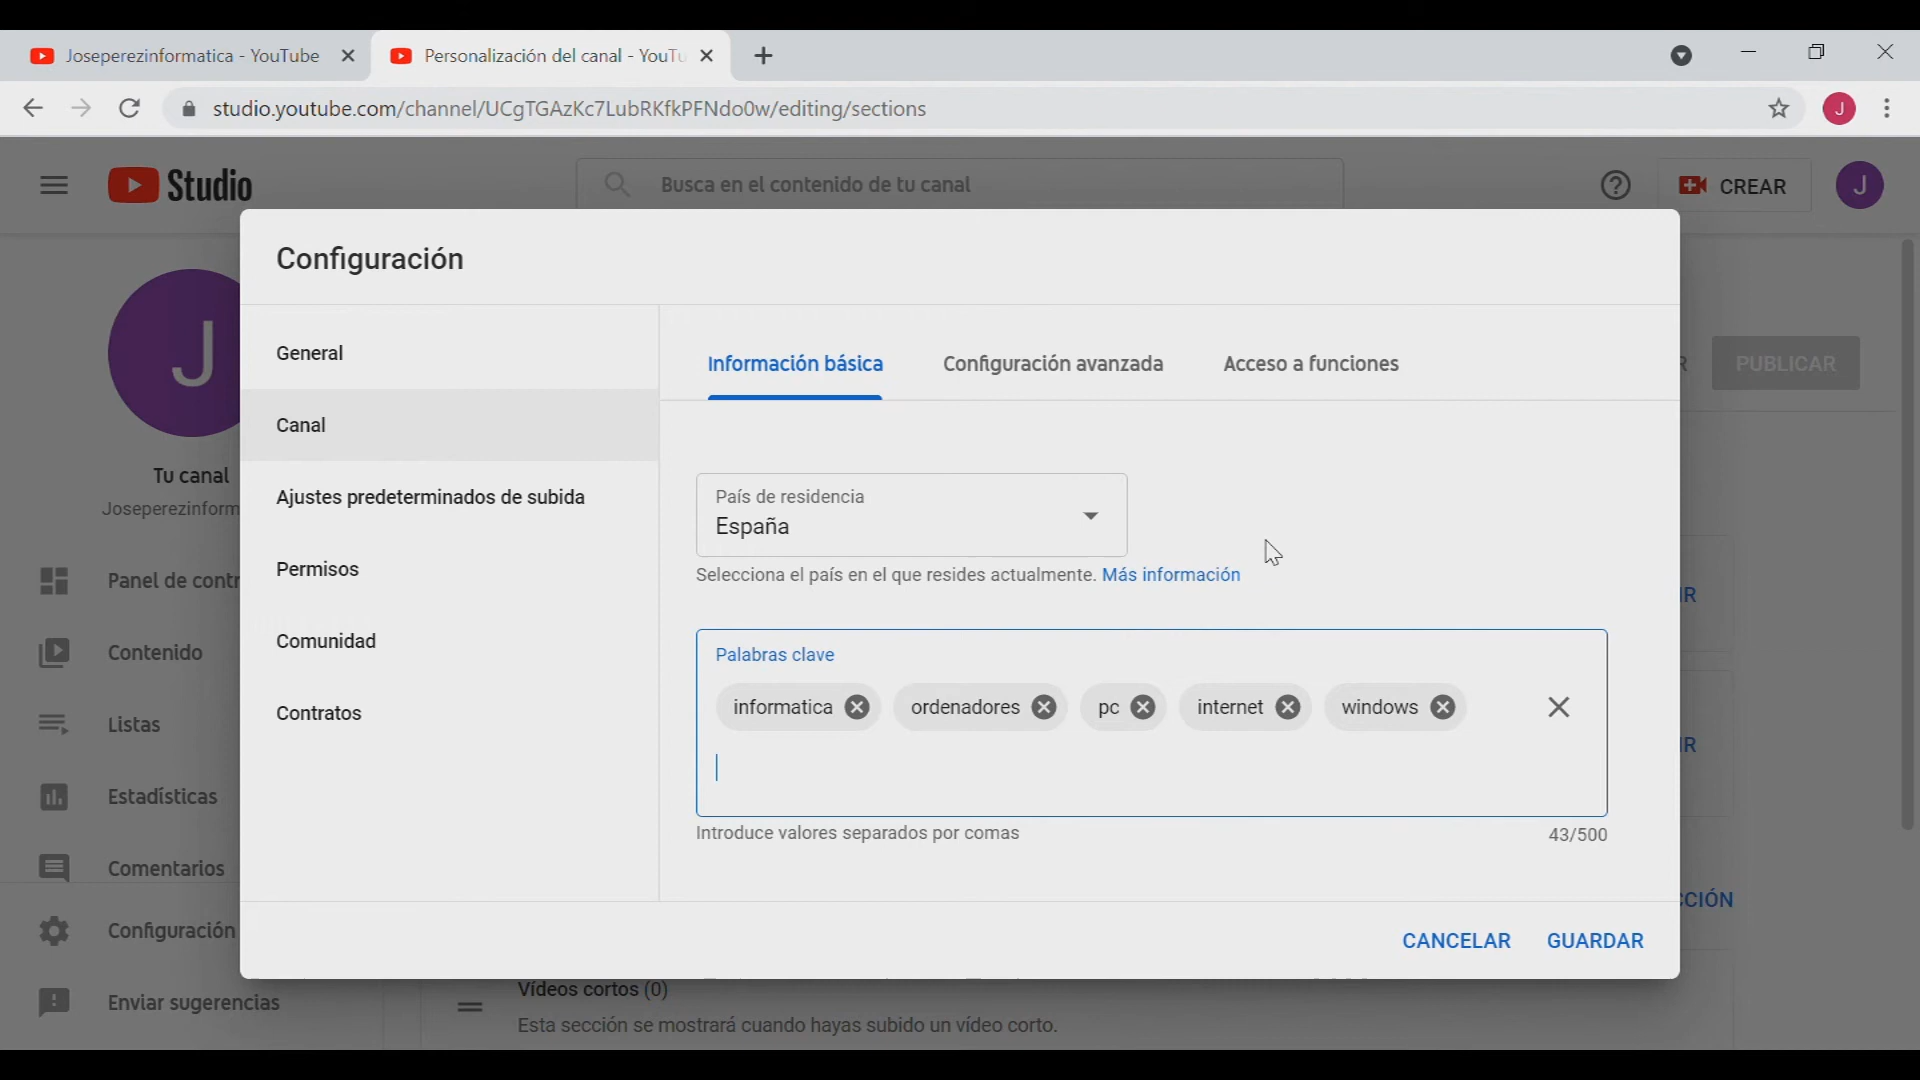 Joseperezinformatica - YouTube
Personalización del canal - YouTu
studio.youtube.com/channel/UCgTGAzKc7LubRKfkPFNdo0w/editing/sections
J
Studio
Busca en el contenido de tu canal
CREAR
J
Configuración
General
Canal
Ajustes predeterminados de subida
Permisos
Comunidad
Contratos
Información básica
Configuración avanzada
Acceso a funciones
País de residencia
España
Selecciona el país en el que resides actualmente. Más información
Palabras clave
informatica
ordenadores
pc
internet
windows
Introduce valores separados por comas
43/500
CANCELAR
GUARDAR
J
Tu canal
Joseperezinform
Panel de contr
Contenido
Listas
Estadísticas
Comentarios
Configuración
Enviar sugerencias
R
PUBLICAR
IR
IR
CCIÓN
Vídeos cortos (0)
Esta sección se mostrará cuando hayas subido un vídeo corto.